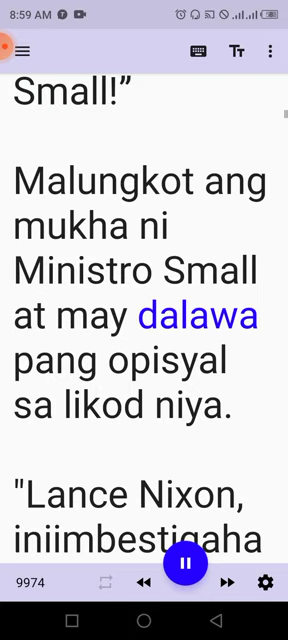 8:59 AM
Small!”
Malungkot ang
mukha ni
Ministro Small
at may dalawa
pang opisyal
sa likod niya.
"Lance Nixon,
iniimbestigaha
9974